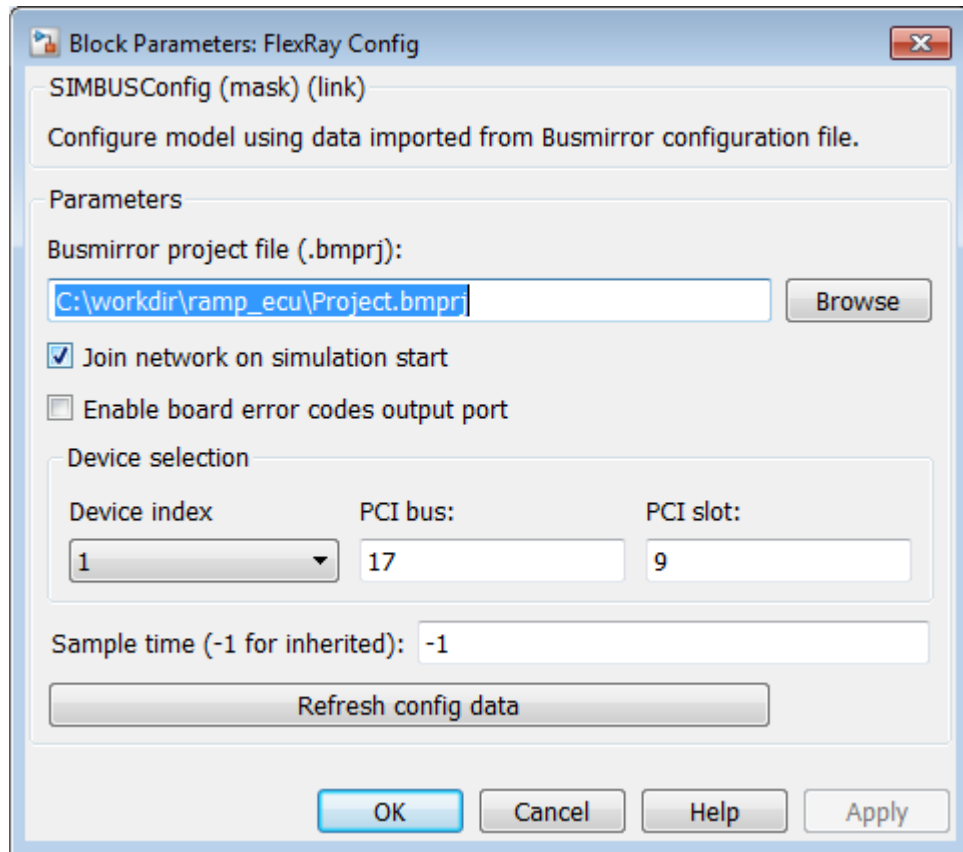 Block Parameters: FlexRay Config
SIMBUSConfig (mask) (link)
Configure model using data imported from Busmirror configuration file.
Parameters
Busmirror project file (.bmprj):
C:\workdir\ramp_ecu\Project.bmprj
Browse
Join network on simulation start
Enable board error codes output port
Device selection
Device index PCI bus: PCI slot:
1 17 9
Sample time (-1 for inherited): -1
Refresh config data
OK Cancel Help Apply